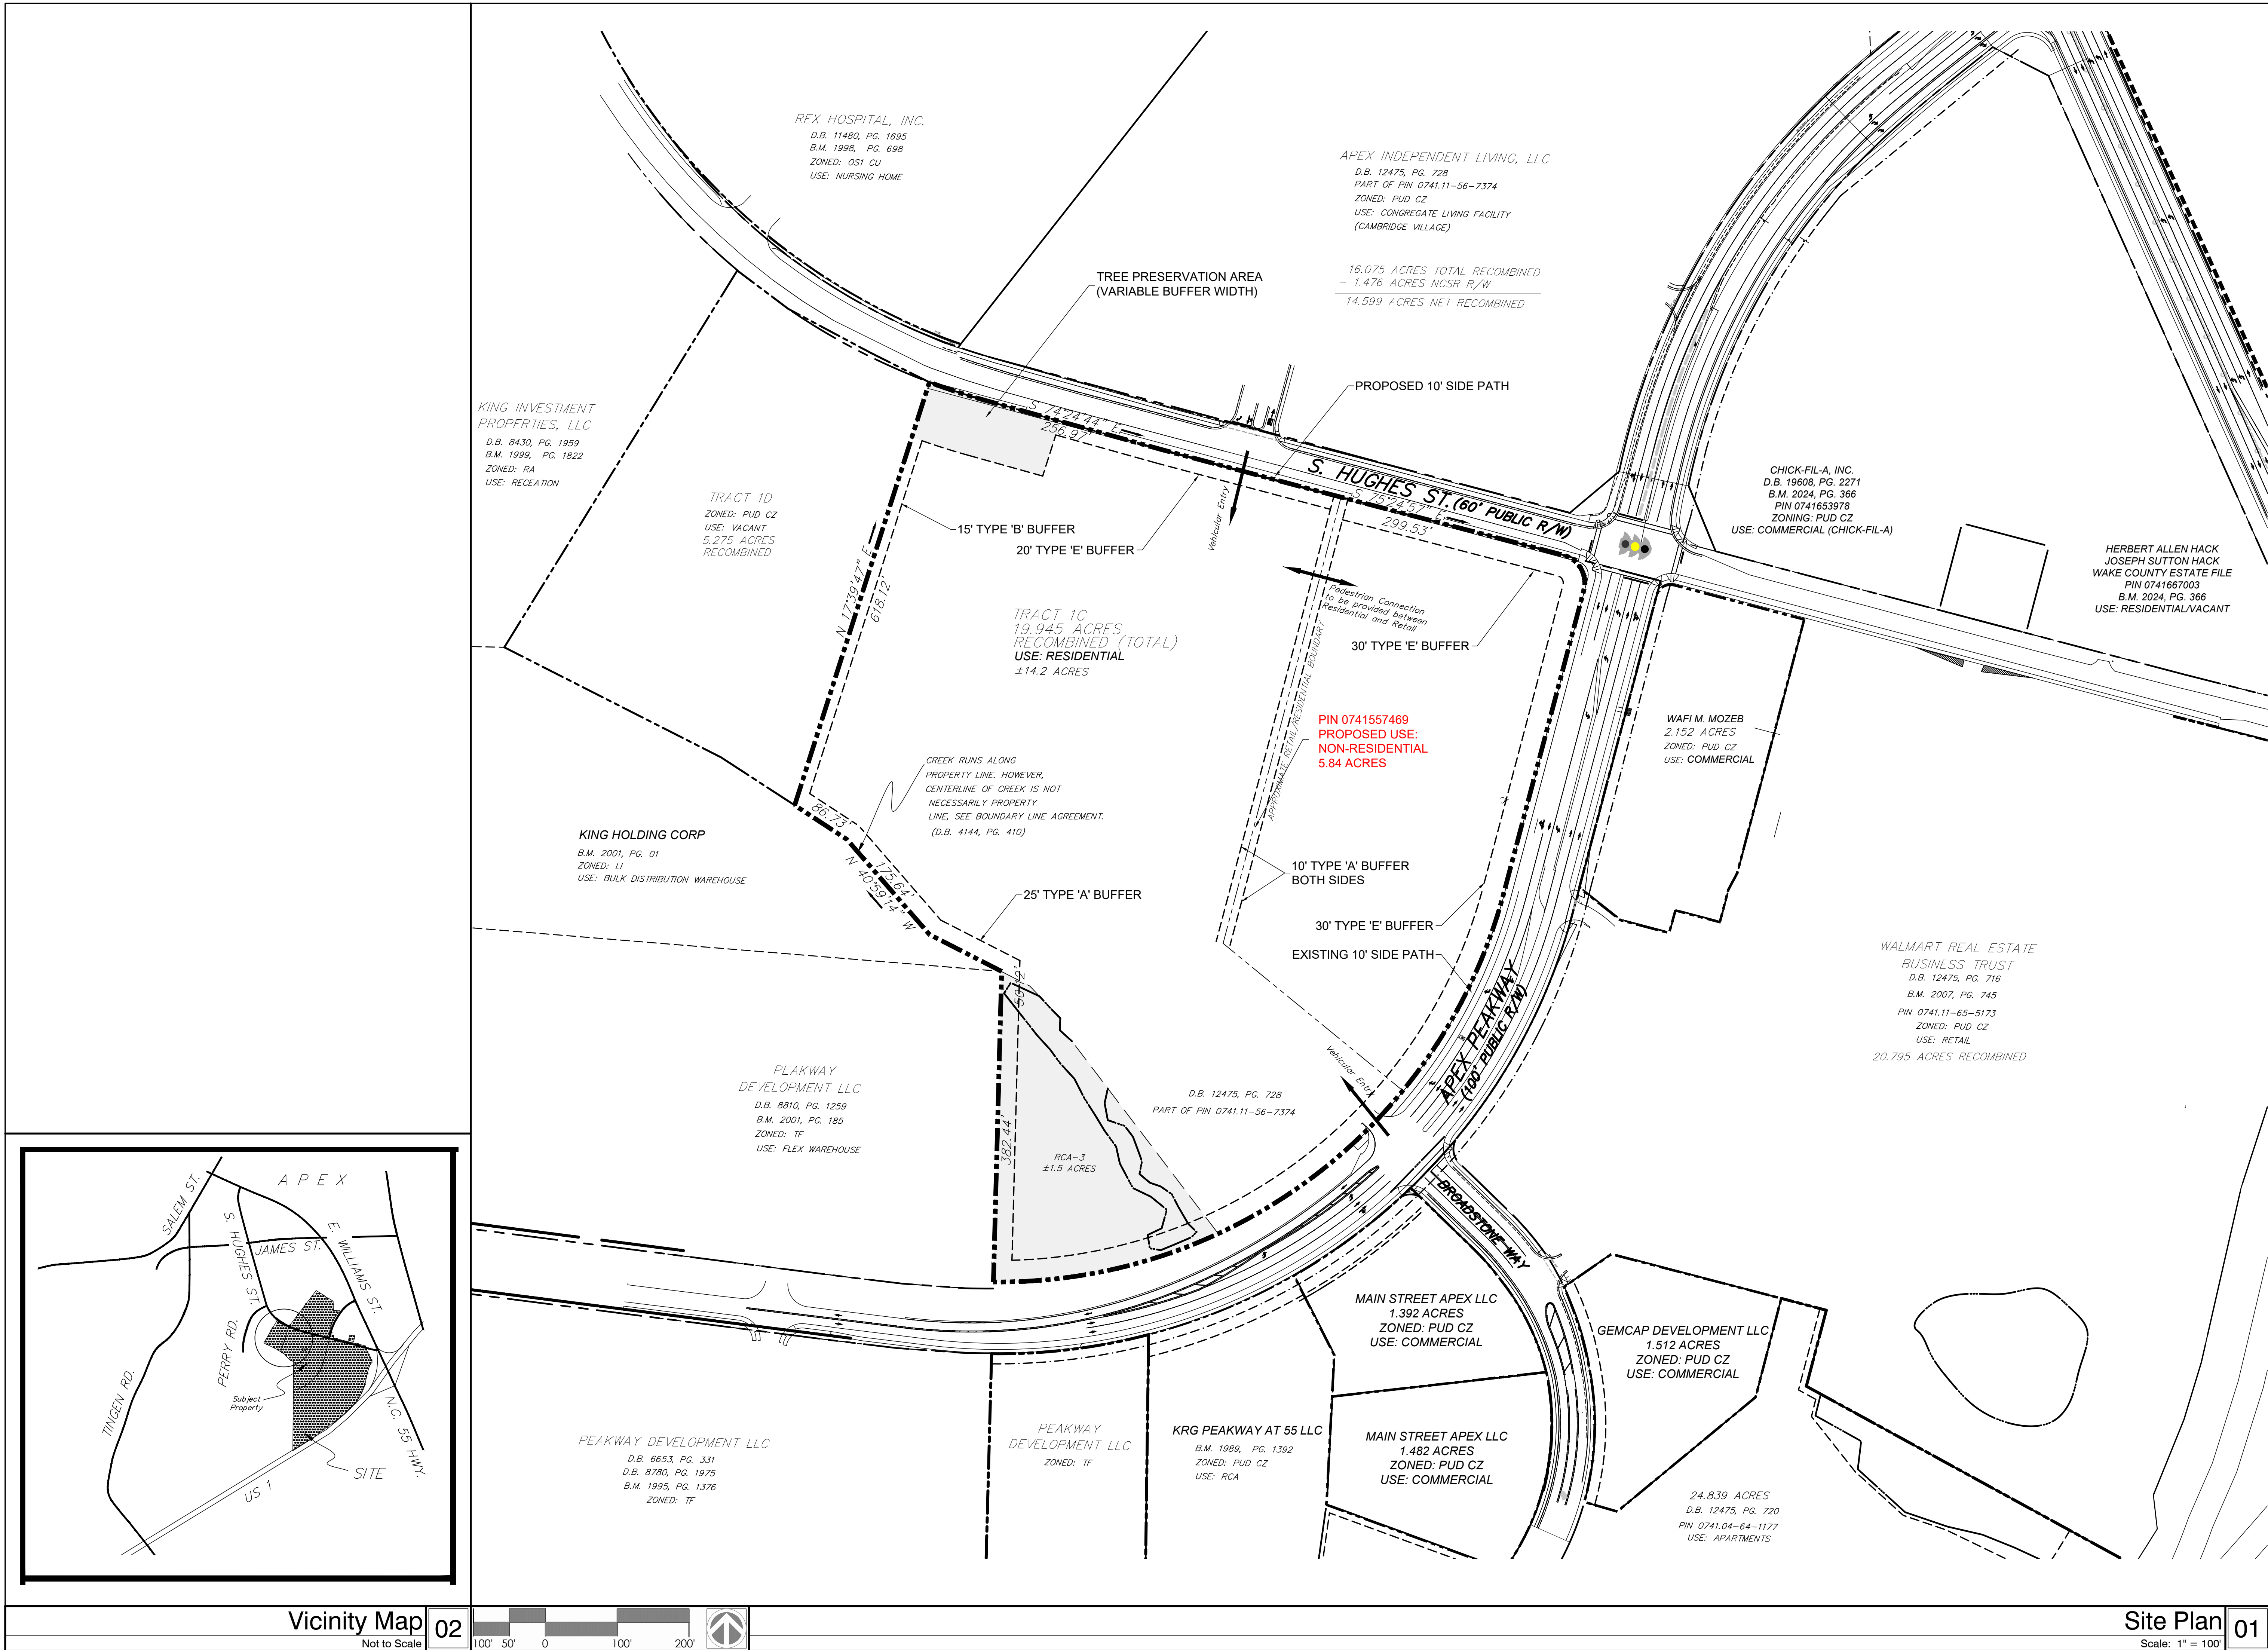 REX HOSPITAL, INC.
D.B. 11480, PG. 1695
B.M. 1998, PG. 698
ZONED: OS1 CU
USE: NURSING HOME
APEX INDEPENDENT LIVING, LLC
D.B. 12475, PG. 728
PART OF PIN 0741.11-56-7374
ZONED: PUD CZ
USE: CONGREGATE LIVING FACILITY
(CAMBRIDGE VILLAGE)
16.075 ACRES TOTAL RECOMBINED
- 1.476 ACRES NCSR R/W
14.599 ACRES NET RECOMBINED
TREE PRESERVATION AREA
(VARIABLE BUFFER WIDTH)
PROPOSED 10' SIDE PATH
KING INVESTMENT
PROPERTIES, LLC
D.B. 8430, PG. 1959
B.M. 1999, PG. 1822
ZONED: RA
USE: RECEATION
TRACT 1D
ZONED: PUD CZ
USE: VACANT
5.275 ACRES
RECOMBINED
S 74°24'44" E
256.97'
S. HUGHES ST. (60' PUBLIC R/W)
S 75°24'57" E
299.53'
Vehicular Entry
15' TYPE 'B' BUFFER
20' TYPE 'E' BUFFER
N 17°39'47" E
618.12'
CHICK-FIL-A, INC.
D.B. 19608, PG. 2271
B.M. 2024, PG. 366
PIN 0741653978
ZONING: PUD CZ
USE: COMMERCIAL (CHICK-FIL-A)
HERBERT ALLEN HACK
JOSEPH SUTTON HACK
WAKE COUNTY ESTATE FILE
PIN 0741667003
B.M. 2024, PG. 366
USE: RESIDENTIAL/VACANT
Pedestrian Connection
to be provided between
Residential and Retail
TRACT 1C
19.945 ACRES
RECOMBINED (TOTAL)
USE: RESIDENTIAL
±14.2 ACRES
30' TYPE 'E' BUFFER
APPROXIMATE RETAIL/RESIDENTIAL BOUNDARY
PIN 0741557469
PROPOSED USE:
NON-RESIDENTIAL
5.84 ACRES
WAFI M. MOZEB
2.152 ACRES
ZONED: PUD CZ
USE: COMMERCIAL
CREEK RUNS ALONG
PROPERTY LINE. HOWEVER,
CENTERLINE OF CREEK IS NOT
NECESSARILY PROPERTY
LINE, SEE BOUNDARY LINE AGREEMENT.
(D.B. 4144, PG. 410)
86.73'
175.64'
N 40°59'14" W
KING HOLDING CORP
B.M. 2001, PG. 01
ZONED: LI
USE: BULK DISTRIBUTION WAREHOUSE
10' TYPE 'A' BUFFER
BOTH SIDES
25' TYPE 'A' BUFFER
30' TYPE 'E' BUFFER
EXISTING 10' SIDE PATH
50.12'
APEX PEAKWAY
(100' PUBLIC R/W)
WALMART REAL ESTATE
BUSINESS TRUST
D.B. 12475, PG. 716
B.M. 2007, PG. 745
PIN 0741.11-65-5173
ZONED: PUD CZ
USE: RETAIL
20.795 ACRES RECOMBINED
PEAKWAY
DEVELOPMENT LLC
D.B. 8810, PG. 1259
B.M. 2001, PG. 185
ZONED: TF
USE: FLEX WAREHOUSE
382.44'
D.B. 12475, PG. 728
PART OF PIN 0741.11-56-7374
Vehicular Entry
RCA-3
±1.5 ACRES
BROADSTONE WAY
MAIN STREET APEX LLC
1.392 ACRES
ZONED: PUD CZ
USE: COMMERCIAL
GEMCAP DEVELOPMENT LLC
1.512 ACRES
ZONED: PUD CZ
USE: COMMERCIAL
PEAKWAY DEVELOPMENT LLC
D.B. 6653, PG. 331
D.B. 8780, PG. 1975
B.M. 1995, PG. 1376
ZONED: TF
PEAKWAY
DEVELOPMENT LLC
ZONED: TF
KRG PEAKWAY AT 55 LLC
B.M. 1989, PG. 1392
ZONED: PUD CZ
USE: RCA
MAIN STREET APEX LLC
1.482 ACRES
ZONED: PUD CZ
USE: COMMERCIAL
24.839 ACRES
D.B. 12475, PG. 720
PIN 0741.04-64-1177
USE: APARTMENTS
APEX
SALEM ST.
S. HUGHES ST.
JAMES ST.
E. WILLIAMS ST.
PERRY RD.
TINGEN RD.
Subject
Property
N.C. 55 HWY.
SITE
US 1
Vicinity Map
Not to Scale
02
100' 50' 0 100' 200'
Site Plan
Scale: 1" = 100'
01